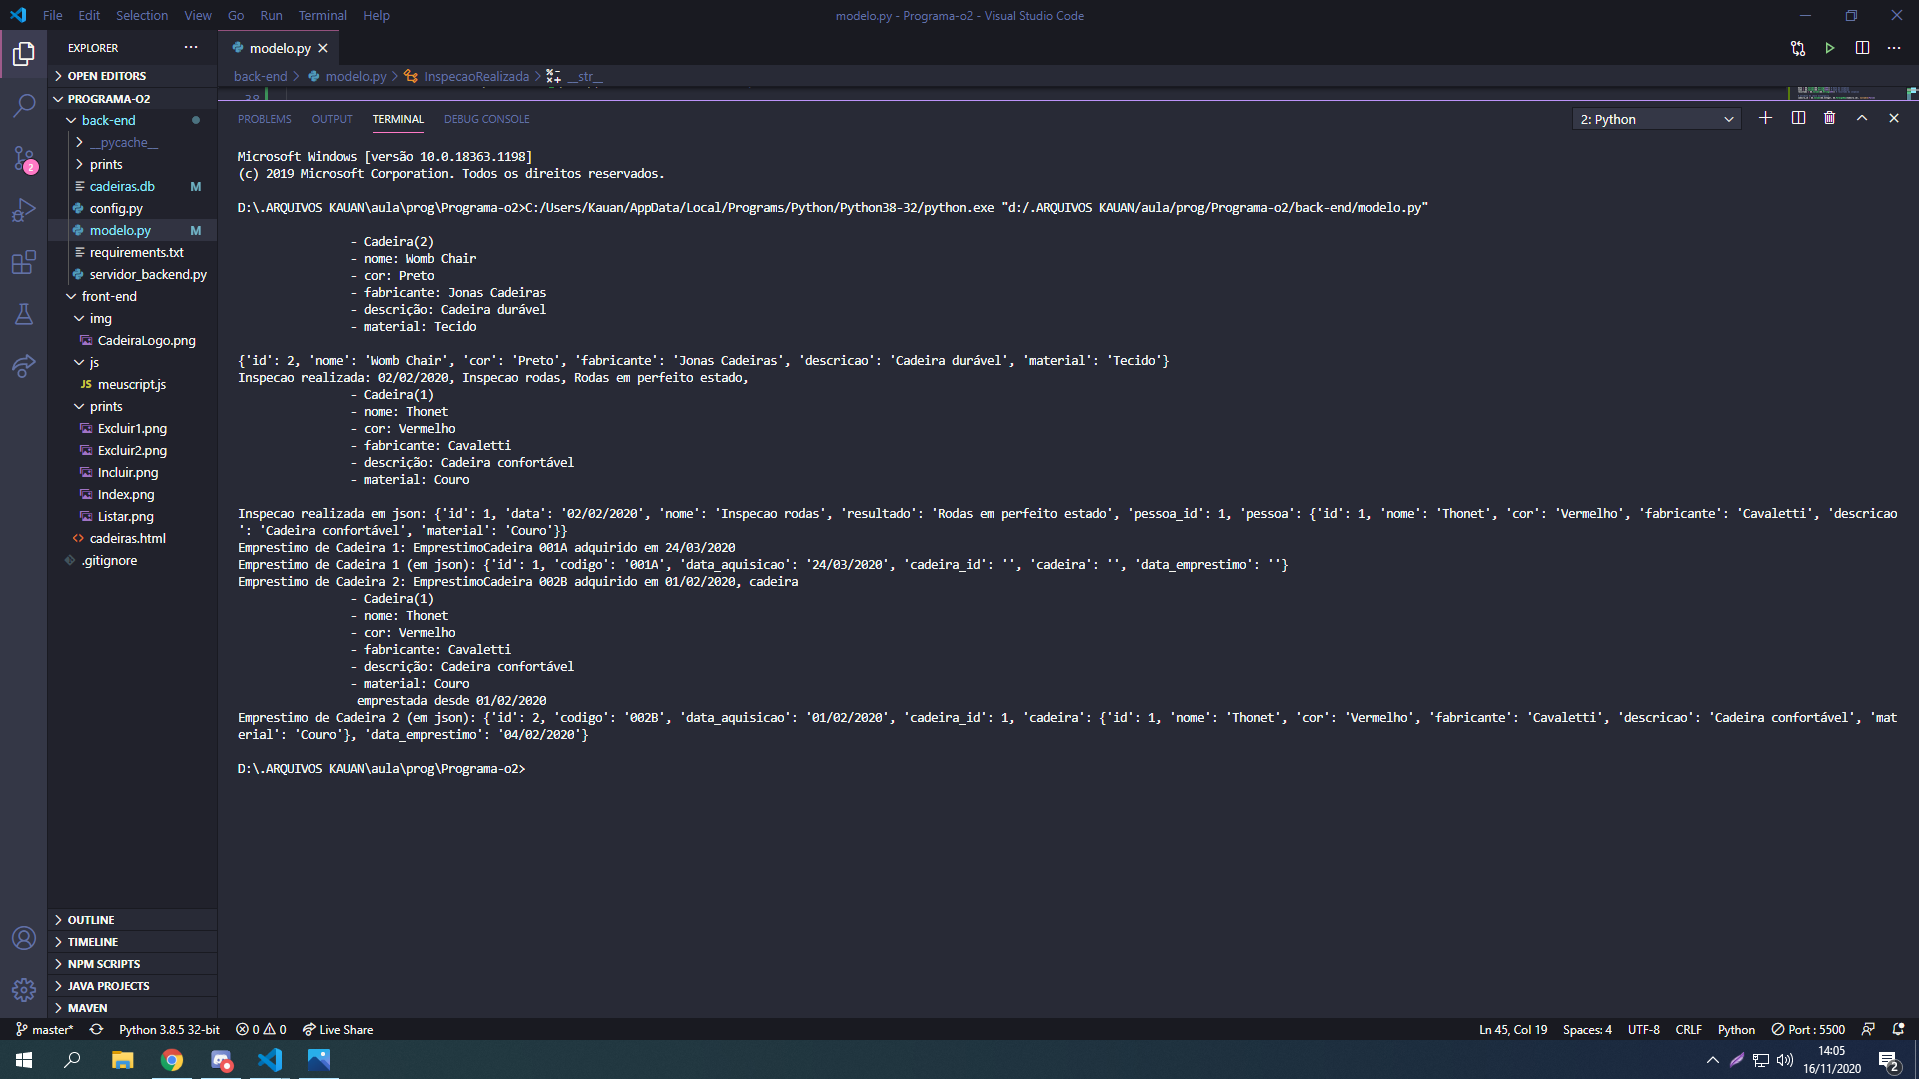 File Edit Selection View Go Run Terminal Help
modelo.py - Programa-o2 - Visual Studio Code
EXPLORER
modelo.py
OPEN EDITORS
back-end > modelo.py > InspecaoRealizada > __str__
PROGRAMA-O2
38
back-end
__pycache__
prints
cadeiras.db M
config.py
modelo.py M
requirements.txt
servidor_backend.py
front-end
img
CadeiraLogo.png
js
JS meuscript.js
prints
Excluir1.png
Excluir2.png
Incluir.png
Index.png
Listar.png
cadeiras.html
.gitignore
OUTLINE
TIMELINE
NPM SCRIPTS
JAVA PROJECTS
MAVEN
2
PROBLEMS OUTPUT TERMINAL DEBUG CONSOLE
2: Python
Microsoft Windows [versão 10.0.18363.1198]
(c) 2019 Microsoft Corporation. Todos os direitos reservados.
D:\.ARQUIVOS KAUAN\aula\prog\Programa-o2>C:/Users/Kauan/AppData/Local/Programs/Python/Python38-32/python.exe "d:/.ARQUIVOS KAUAN/aula/prog/Programa-o2/back-end/modelo.py"
- Cadeira(2)
- nome: Womb Chair
- cor: Preto
- fabricante: Jonas Cadeiras
- descrição: Cadeira durável
- material: Tecido
{'id': 2, 'nome': 'Womb Chair', 'cor': 'Preto', 'fabricante': 'Jonas Cadeiras', 'descricao': 'Cadeira durável', 'material': 'Tecido'}
Inspecao realizada: 02/02/2020, Inspecao rodas, Rodas em perfeito estado,
- Cadeira(1)
- nome: Thonet
- cor: Vermelho
- fabricante: Cavaletti
- descrição: Cadeira confortável
- material: Couro
Inspecao realizada em json: {'id': 1, 'data': '02/02/2020', 'nome': 'Inspecao rodas', 'resultado': 'Rodas em perfeito estado', 'pessoa_id': 1, 'pessoa': {'id': 1, 'nome': 'Thonet', 'cor': 'Vermelho', 'fabricante': 'Cavaletti', 'descricao
': 'Cadeira confortável', 'material': 'Couro'}}
Emprestimo de Cadeira 1: EmprestimoCadeira 001A adquirido em 24/03/2020
Emprestimo de Cadeira 1 (em json): {'id': 1, 'codigo': '001A', 'data_aquisicao': '24/03/2020', 'cadeira_id': '', 'cadeira': '', 'data_emprestimo': ''}
Emprestimo de Cadeira 2: EmprestimoCadeira 002B adquirido em 01/02/2020, cadeira
- Cadeira(1)
- nome: Thonet
- cor: Vermelho
- fabricante: Cavaletti
- descrição: Cadeira confortável
- material: Couro
emprestada desde 01/02/2020
Emprestimo de Cadeira 2 (em json): {'id': 2, 'codigo': '002B', 'data_aquisicao': '01/02/2020', 'cadeira_id': 1, 'cadeira': {'id': 1, 'nome': 'Thonet', 'cor': 'Vermelho', 'fabricante': 'Cavaletti', 'descricao': 'Cadeira confortável', 'mat
erial': 'Couro'}, 'data_emprestimo': '04/02/2020'}
D:\.ARQUIVOS KAUAN\aula\prog\Programa-o2>
master* Python 3.8.5 32-bit 0 0 Live Share
Ln 45, Col 19 Spaces: 4 UTF-8 CRLF Python Port : 5500
14:05
16/11/2020
2